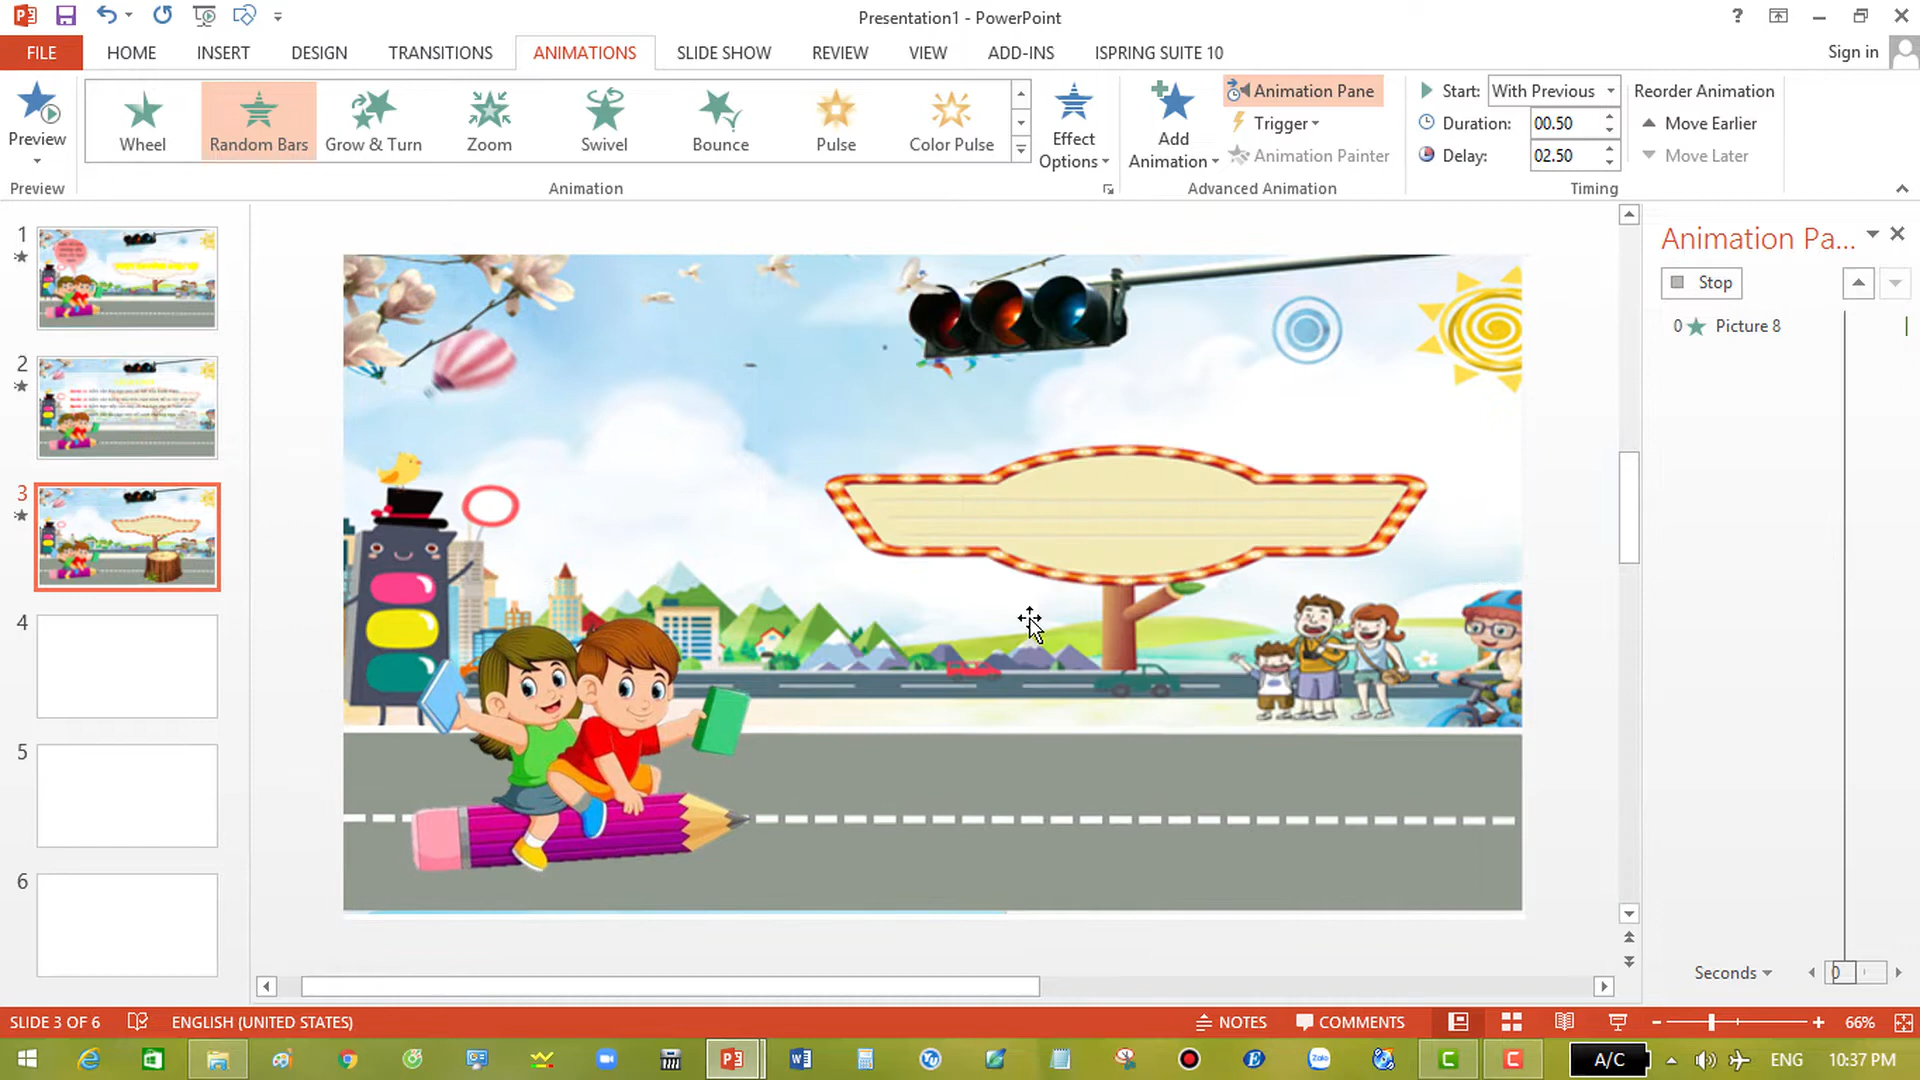 Presentation1 - PowerPoint
?
FILE HOME INSERT DESIGN TRANSITIONS ANIMATIONS SLIDE SHOW REVIEW VIEW ADD-INS ISPRING SUITE 10 Sign in
Preview
Wheel Random Bars Grow & Turn Zoom Swivel Bounce Pulse Color Pulse
Effect Options
Add Animation
Animation Pane
Trigger
Animation Painter
Start: With Previous
Duration: 00.50
Delay: 02.50
Reorder Animation
Move Earlier
Move Later
Preview Animation Advanced Animation Timing
1
2
3
4
5
6
Animation Pa...
Stop
0 Picture 8
Seconds 0
SLIDE 3 OF 6 ENGLISH (UNITED STATES) NOTES COMMENTS 66%
A/C ENG 10:37 PM